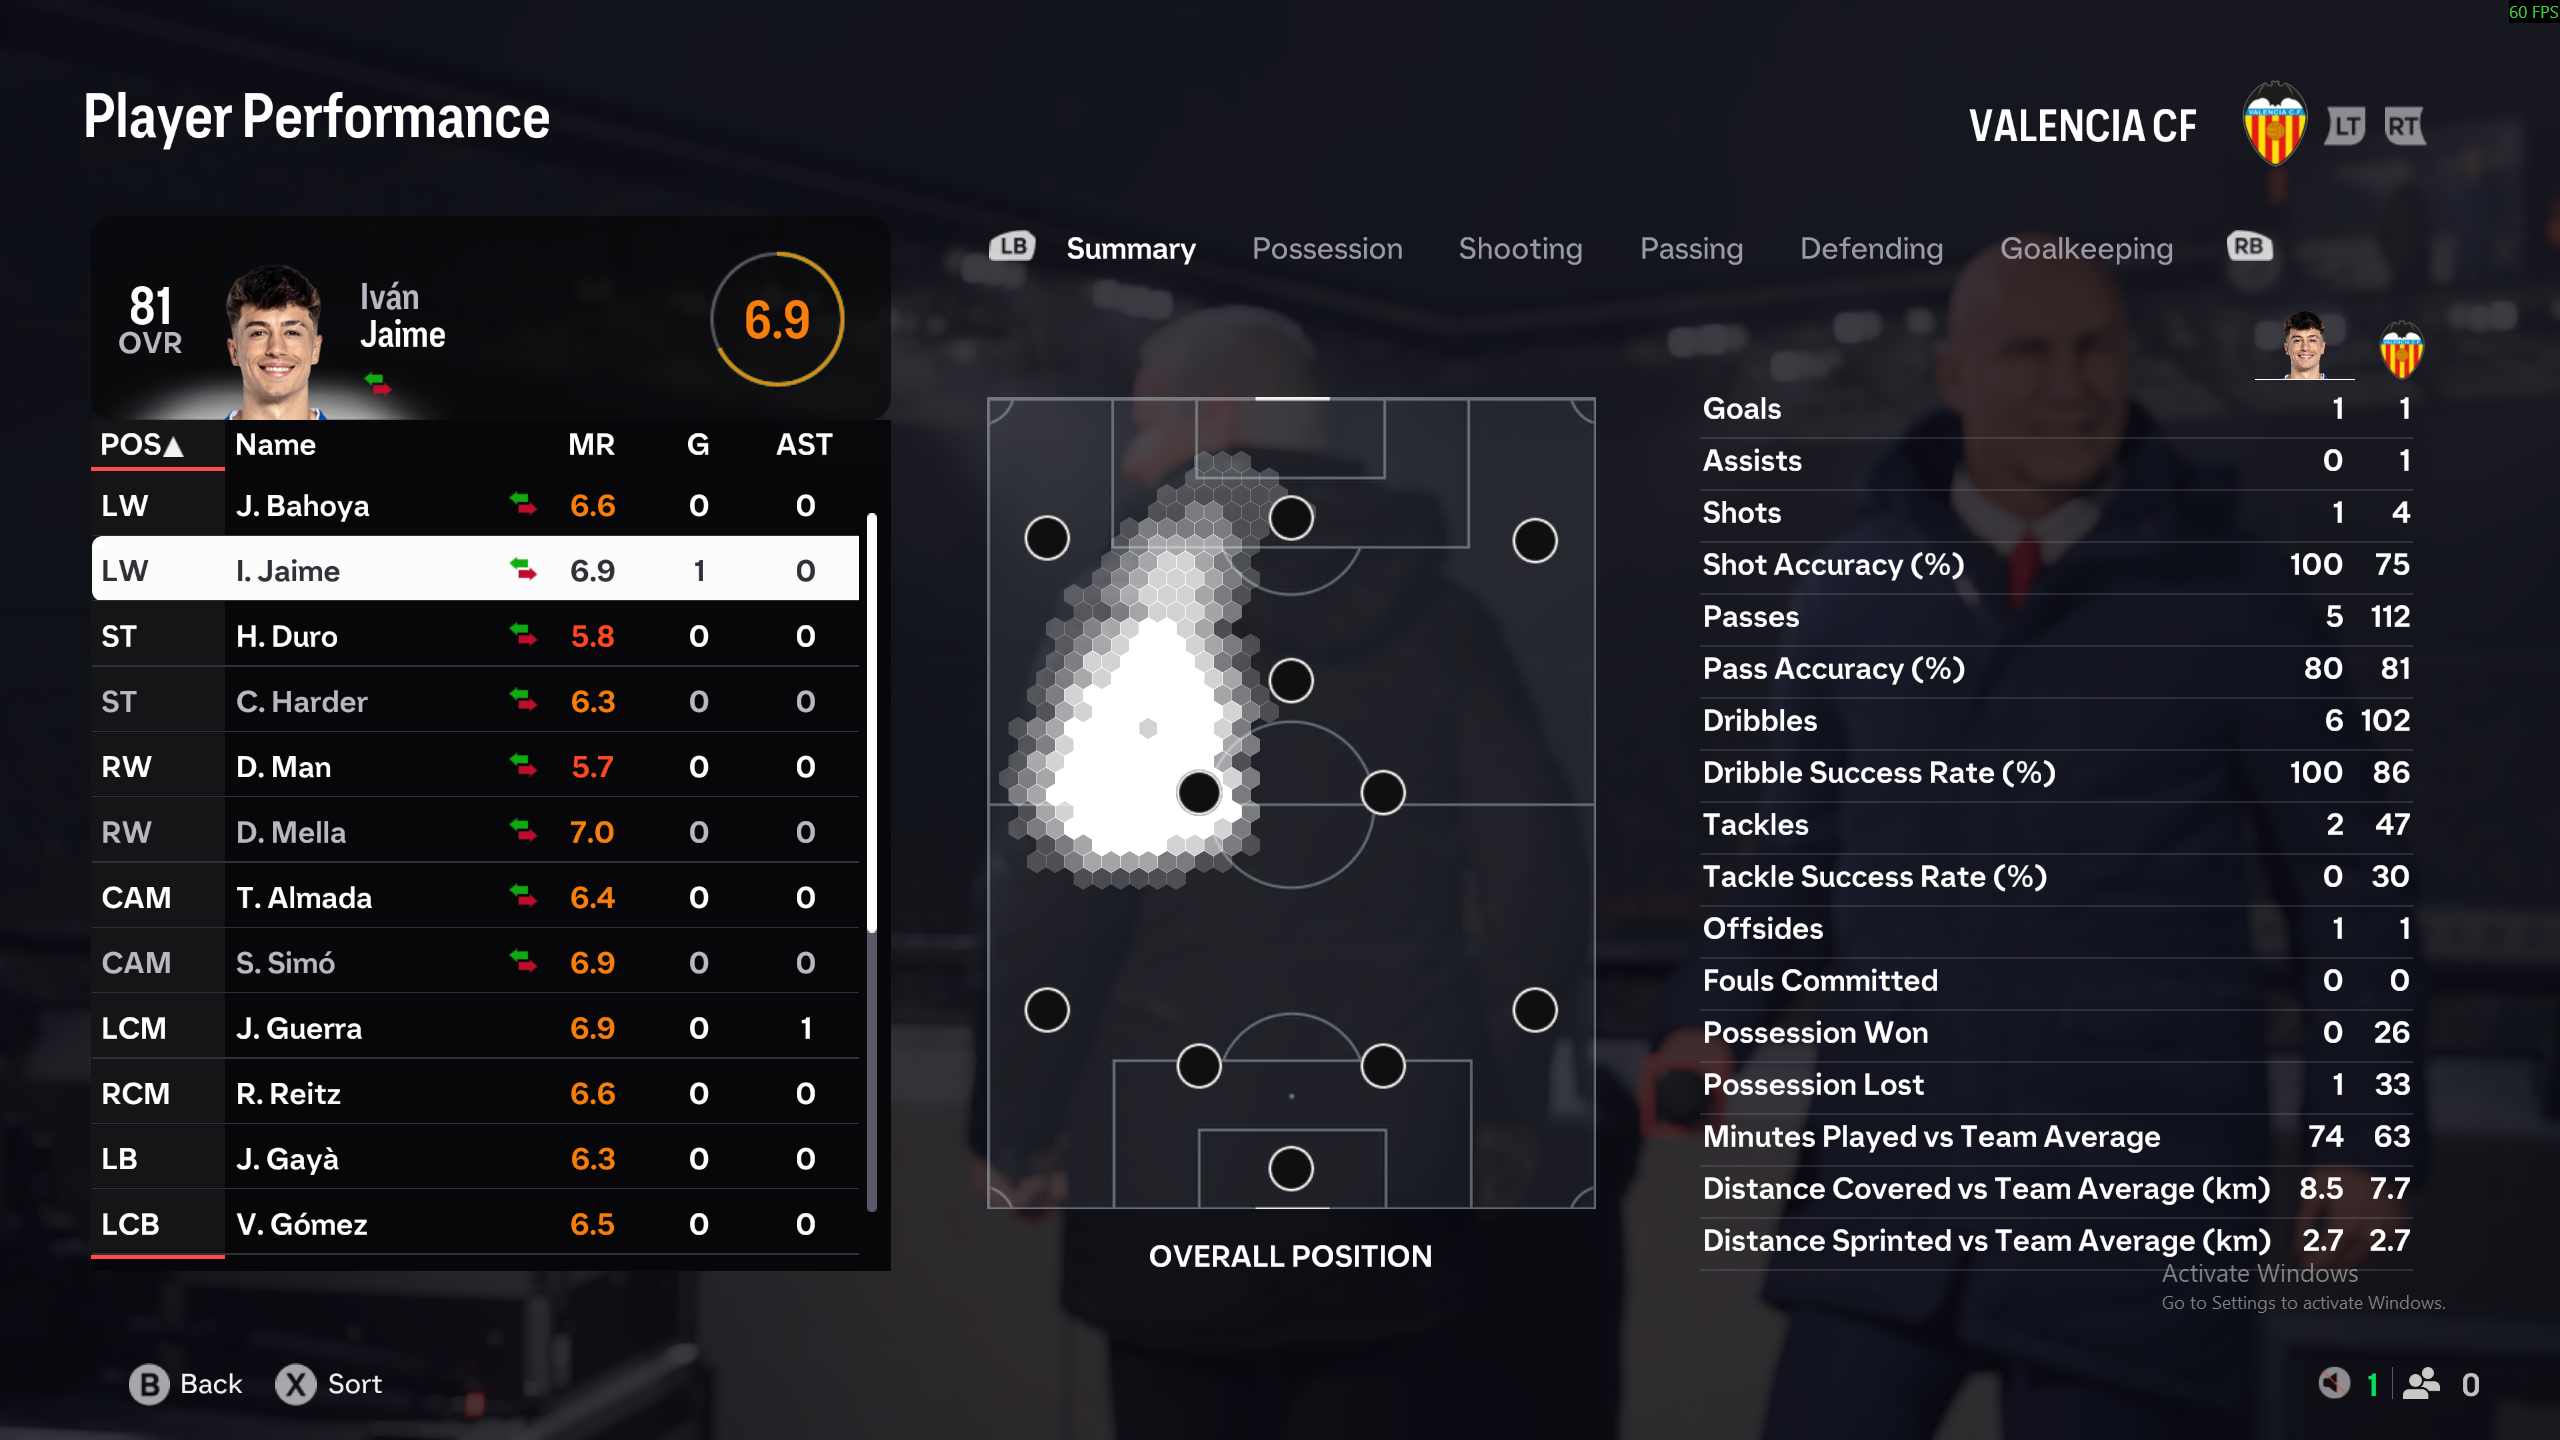 60 FPS
Player Performance
VALENCIA CF
VALENCIA C.F
LT RT
LB Summary Possession Shooting Passing Defending Goalkeeping RB
81
OVR
Iván
Jaime
6.9
POS▲ Name MR G AST
LW J. Bahoya 6.6 0 0
LW I. Jaime 6.9 1 0
ST H. Duro 5.8 0 0
ST C. Harder 6.3 0 0
RW D. Man 5.7 0 0
RW D. Mella 7.0 0 0
CAM T. Almada 6.4 0 0
CAM S. Simó 6.9 0 0
LCM J. Guerra 6.9 0 1
RCM R. Reitz 6.6 0 0
LB J. Gayà 6.3 0 0
LCB V. Gómez 6.5 0 0
OVERALL POSITION
Goals 1 1
Assists 0 1
Shots 1 4
Shot Accuracy (%) 100 75
Passes 5 112
Pass Accuracy (%) 80 81
Dribbles 6 102
Dribble Success Rate (%) 100 86
Tackles 2 47
Tackle Success Rate (%) 0 30
Offsides 1 1
Fouls Committed 0 0
Possession Won 0 26
Possession Lost 1 33
Minutes Played vs Team Average 74 63
Distance Covered vs Team Average (km) 8.5 7.7
Distance Sprinted vs Team Average (km) 2.7 2.7
Activate Windows
Go to Settings to activate Windows.
B Back X Sort
1 0